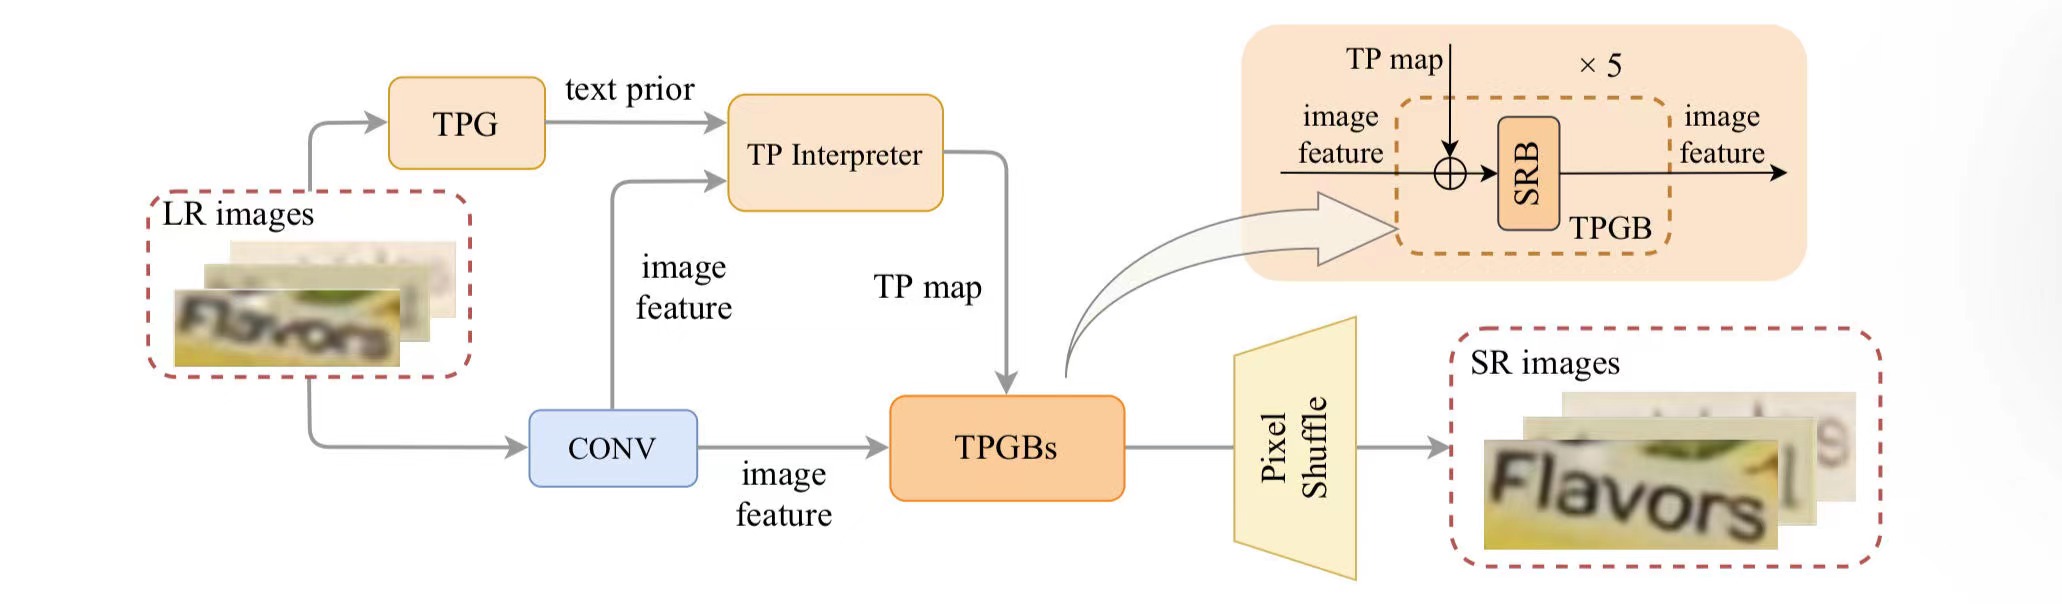 TP map
× 5
image
feature
image
feature
SRB
TPGB
TPG
text prior
TP Interpreter
LR images
Flavors
image
feature
TP map
CONV
image
feature
TPGBs
Pixel
Shuffle
SR images
Flavors